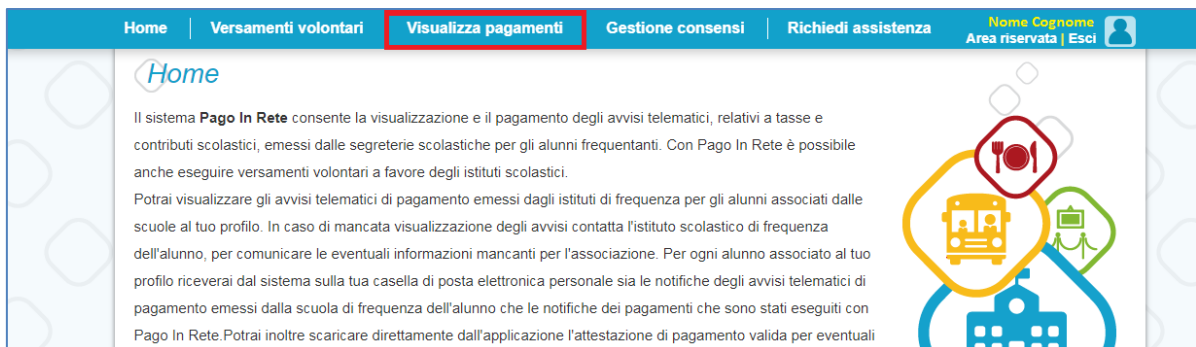 Home Versamenti volontari Visualizza pagamenti Gestione consensi Richiedi assistenza Nome Cognome
Area riservata | Esci
Home
Il sistema Pago In Rete consente la visualizzazione e il pagamento degli avvisi telematici, relativi a tasse e
contributi scolastici, emessi dalle segreterie scolastiche per gli alunni frequentanti. Con Pago In Rete è possibile
anche eseguire versamenti volontari a favore degli istituti scolastici.
Potrai visualizzare gli avvisi telematici di pagamento emessi dagli istituti di frequenza per gli alunni associati dalle
scuole al tuo profilo. In caso di mancata visualizzazione degli avvisi contatta l'istituto scolastico di frequenza
dell'alunno, per comunicare le eventuali informazioni mancanti per l'associazione. Per ogni alunno associato al tuo
profilo riceverai dal sistema sulla tua casella di posta elettronica personale sia le notifiche degli avvisi telematici di
pagamento emessi dalla scuola di frequenza dell'alunno che le notifiche dei pagamenti che sono stati eseguiti con
Pago In Rete.Potrai inoltre scaricare direttamente dall'applicazione l'attestazione di pagamento valida per eventuali